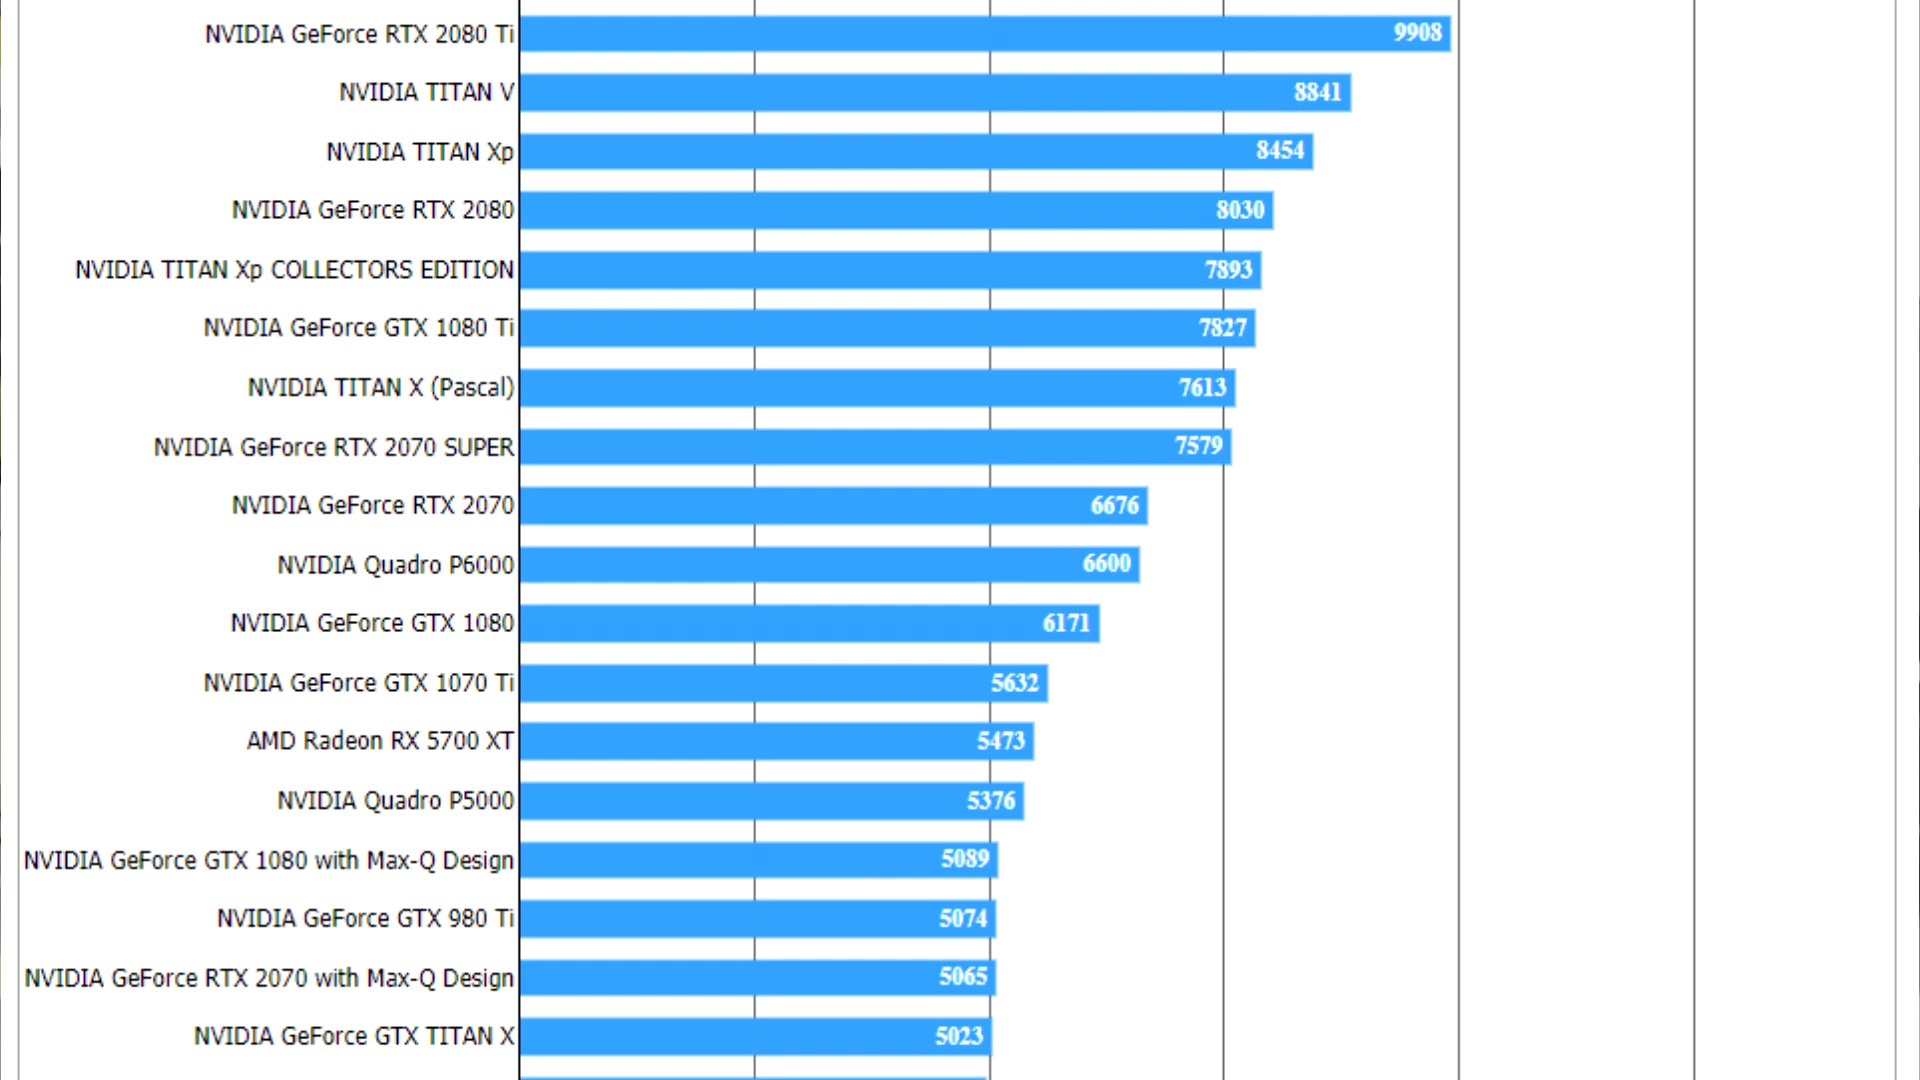 NVIDIA GeForce RTX 2080 Ti 9908
NVIDIA TITAN V 8841
NVIDIA TITAN Xp 8454
NVIDIA GeForce RTX 2080 8030
NVIDIA TITAN Xp COLLECTORS EDITION 7893
NVIDIA GeForce GTX 1080 Ti 7827
NVIDIA TITAN X (Pascal) 7613
NVIDIA GeForce RTX 2070 SUPER 7579
NVIDIA GeForce RTX 2070 6676
NVIDIA Quadro P6000 6600
NVIDIA GeForce GTX 1080 6171
NVIDIA GeForce GTX 1070 Ti 5632
AMD Radeon RX 5700 XT 5473
NVIDIA Quadro P5000 5376
NVIDIA GeForce GTX 1080 with Max-Q Design 5089
NVIDIA GeForce GTX 980 Ti 5074
NVIDIA GeForce RTX 2070 with Max-Q Design 5065
NVIDIA GeForce GTX TITAN X 5023